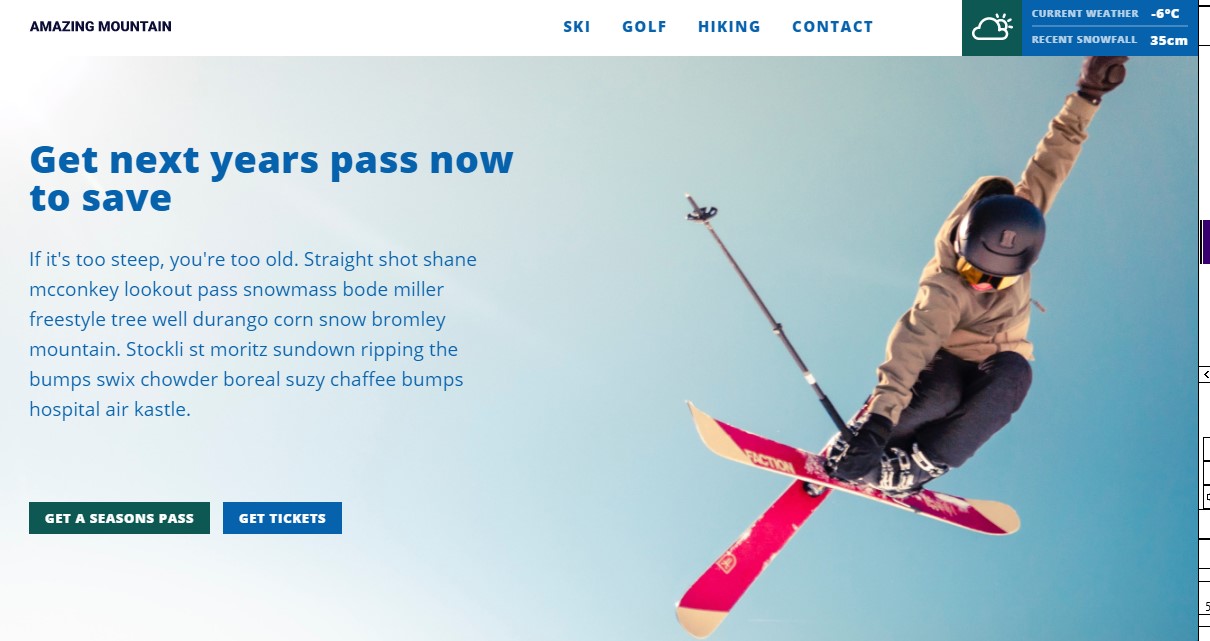 AMAZING MOUNTAIN
SKI GOLF HIKING CONTACT
CURRENT WEATHER -6°C
RECENT SNOWFALL 35cm
Get next years pass now
to save
If it's too steep, you're too old. Straight shot shane
mcconkey lookout pass snowmass bode miller
freestyle tree well durango corn snow bromley
mountain. Stockli st moritz sundown ripping the
bumps swix chowder boreal suzy chaffee bumps
hospital air kastle.
GET A SEASONS PASS GET TICKETS
FACTION